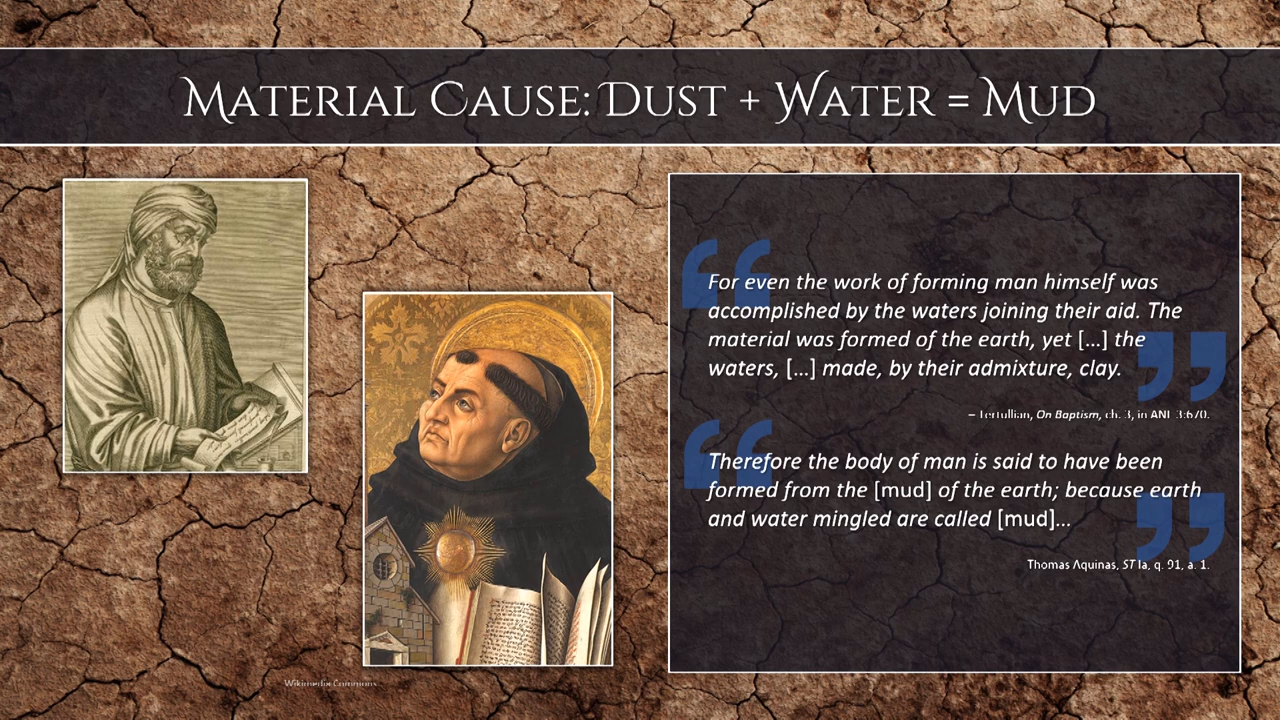 Material Cause: Dust + Water = Mud
For even the work of forming man himself was
accomplished by the waters joining their aid. The
material was formed of the earth, yet [...] the
waters, [...] made, by their admixture, clay.
– Tertullian, On Baptism, ch. 3, in ANF 3:670.
Therefore the body of man is said to have been
formed from the [mud] of the earth; because earth
and water mingled are called [mud]...
Thomas Aquinas, ST Ia, q. 91, a. 1.
Wikimedia Commons